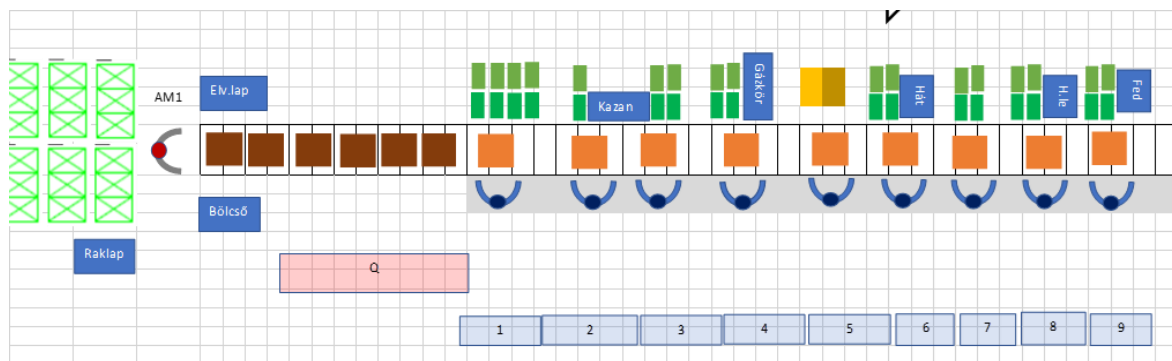 AM1
Elv.lap
Bölcső
Raklap
Q
Kazan
Gázkör
Hát
H.le
Fed
1
2
3
4
5
6
7
8
9